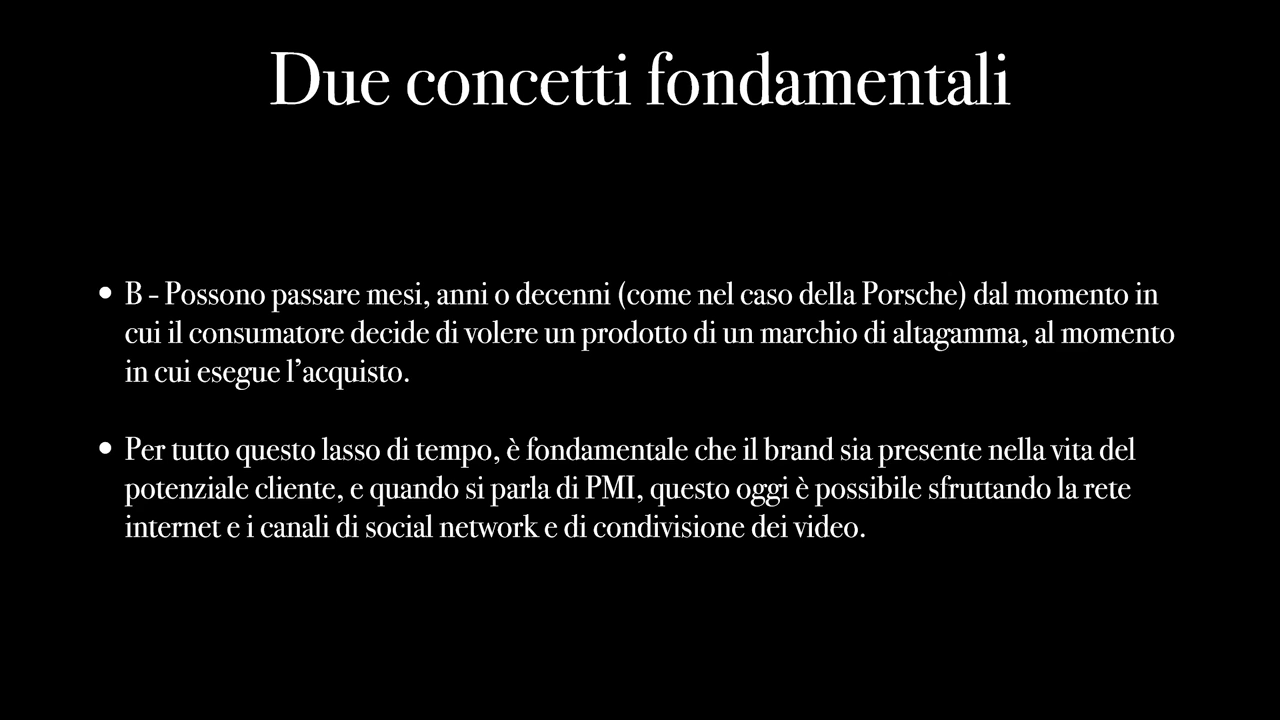 Due concetti fondamentali
• B - Possono passare mesi, anni o decenni (come nel caso della Porsche) dal momento in
cui il consumatore decide di volere un prodotto di un marchio di altagamma, al momento
in cui esegue l’acquisto.
• Per tutto questo lasso di tempo, è fondamentale che il brand sia presente nella vita del
potenziale cliente, e quando si parla di PMI, questo oggi è possibile sfruttando la rete
internet e i canali di social network e di condivisione dei video.